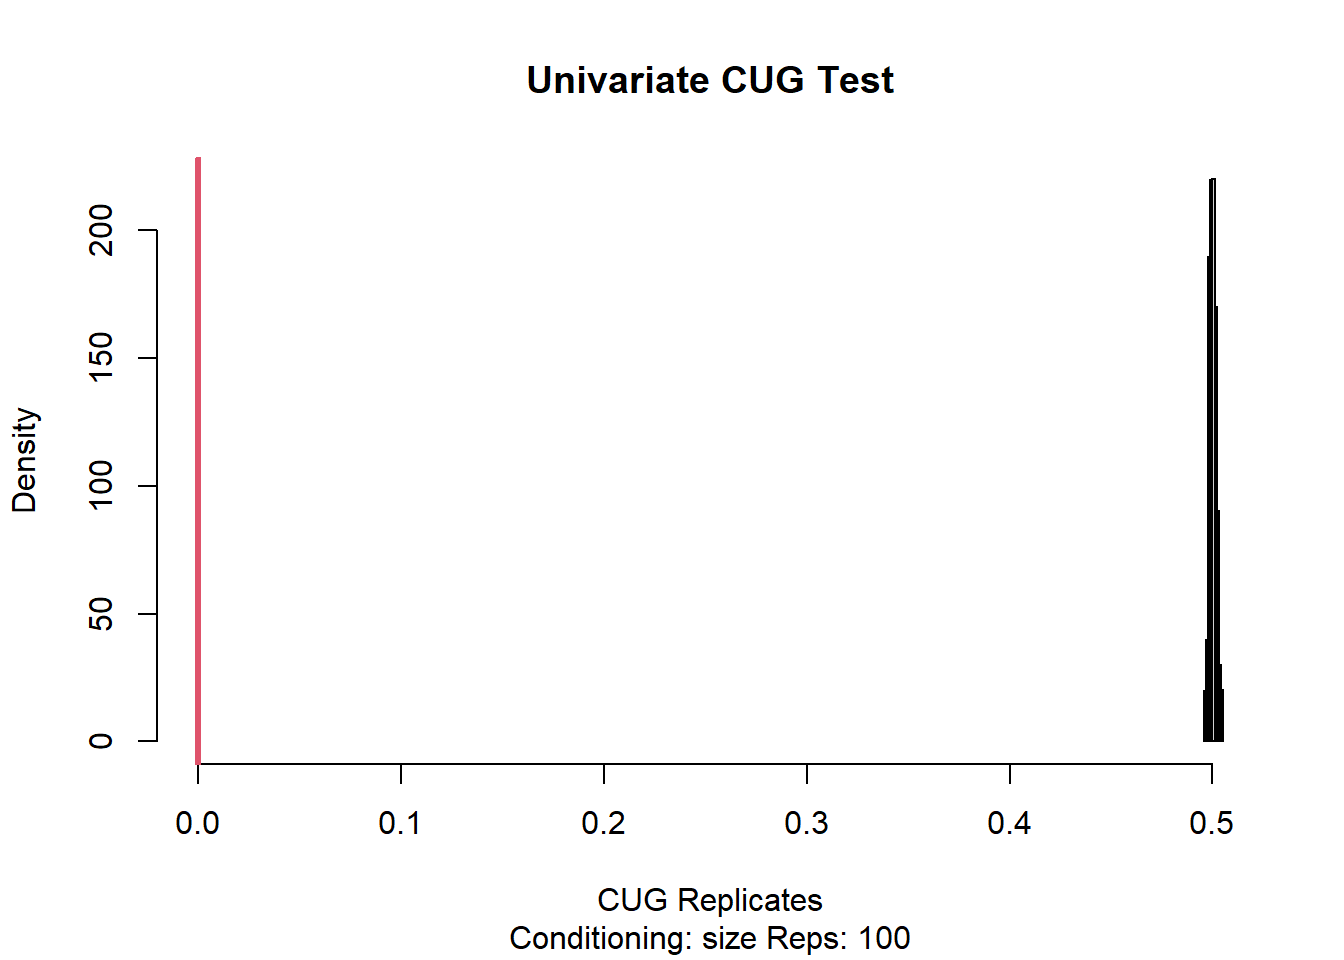 Univariate CUG Test
Density
200
150
100
50
0
0.0 0.1 0.2 0.3 0.4 0.5
CUG Replicates
Conditioning: size Reps: 100